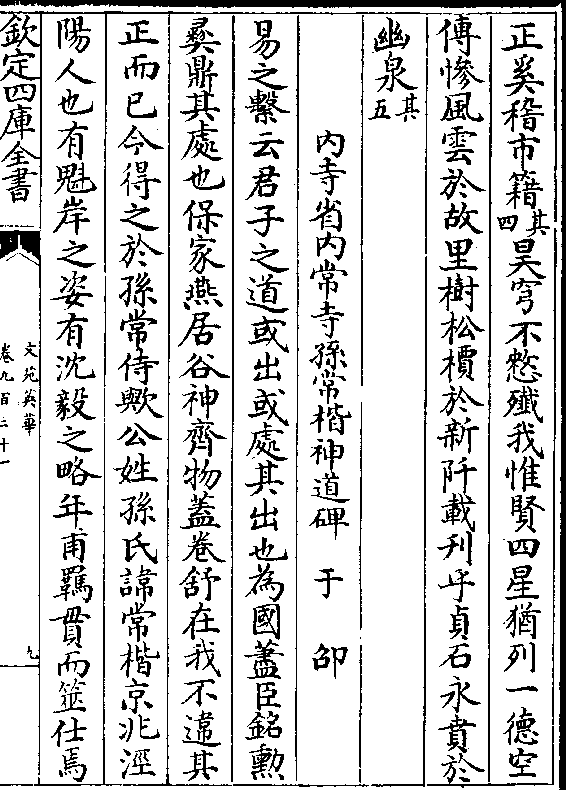 正奚稽市籍其四昊穹不憗殲我惟賢四星猶列一德空
傳慘風雲於故里樹松檟於新阡載刋乎貞石永賁於
幽泉其五
內寺省內常寺孫常楷神道碑 于邵
易之繫云君子之道或出或處其出也為國藎臣銘勲
彞鼎其處也保家燕居谷神齊物蓋卷舒在我不違其
正而已今得之於孫常侍歟公姓孫氏諱常楷京兆涇
陽人也有魁岸之姿有沈毅之略年甫羈貫而筮仕焉
欽定四庫全書
文苑英華
卷九百三十一
九